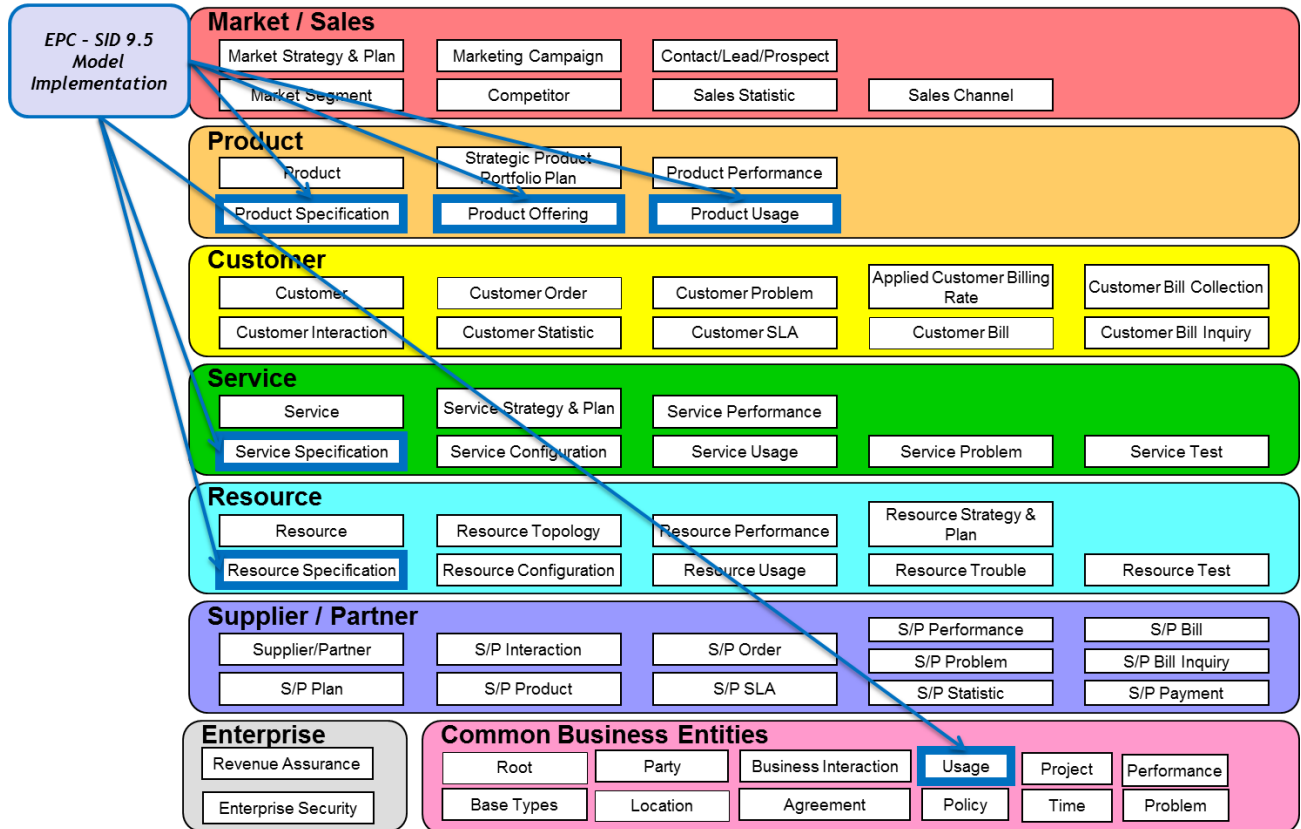 EPC – SID 9.5
Model
Implementation
Market / Sales
Market Strategy & Plan
Marketing Campaign
Contact/Lead/Prospect
Market Segment
Competitor
Sales Statistic
Sales Channel
Product
Product
Strategic Product
Portfolio Plan
Product Performance
Product Specification
Product Offering
Product Usage
Customer
Customer
Customer Order
Customer Problem
Applied Customer Billing
Rate
Customer Bill Collection
Customer Interaction
Customer Statistic
Customer SLA
Customer Bill
Customer Bill Inquiry
Service
Service
Service Strategy & Plan
Service Performance
Service Specification
Service Configuration
Service Usage
Service Problem
Service Test
Resource
Resource
Resource Topology
Resource Performance
Resource Strategy &
Plan
Resource Specification
Resource Configuration
Resource Usage
Resource Trouble
Resource Test
Supplier / Partner
Supplier/Partner
S/P Interaction
S/P Order
S/P Performance
S/P Bill
S/P Problem
S/P Bill Inquiry
S/P Plan
S/P Product
S/P SLA
S/P Statistic
S/P Payment
Enterprise
Revenue Assurance
Enterprise Security
Common Business Entities
Root
Party
Business Interaction
Usage
Project
Performance
Base Types
Location
Agreement
Policy
Time
Problem